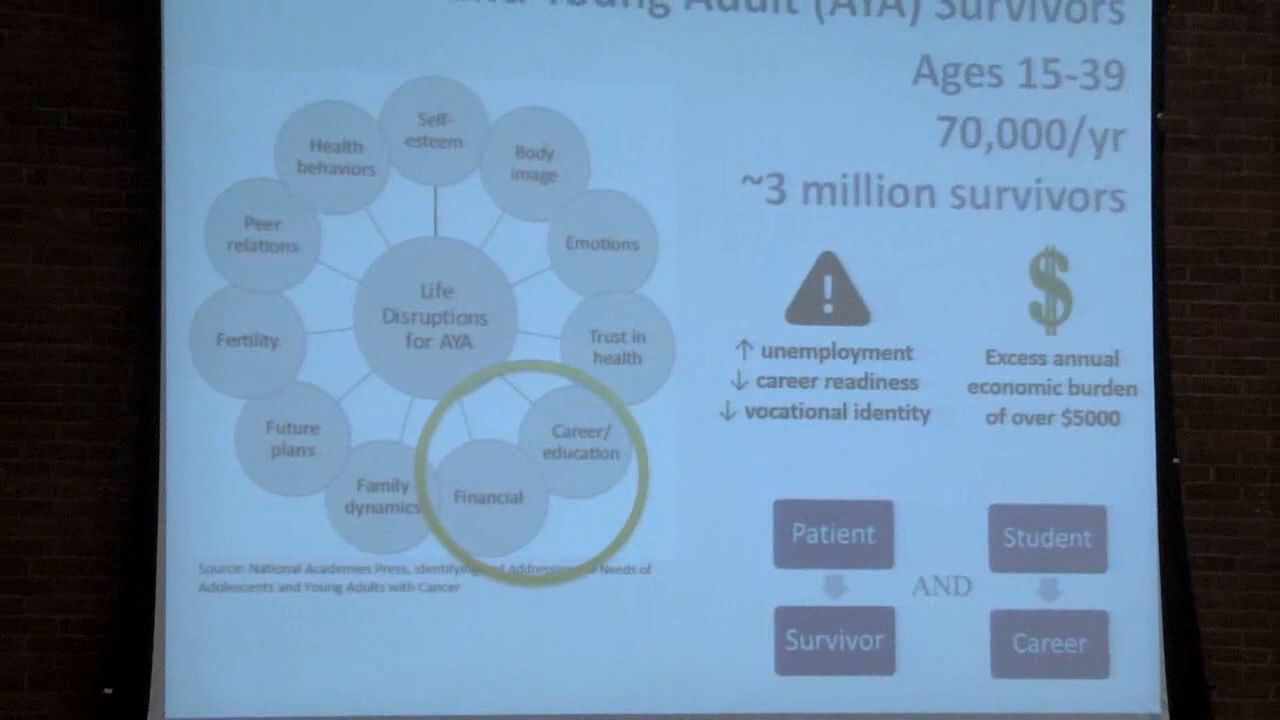 Young Adult (AYA) Survivors
Ages 15-39
70,000/yr
~3 million survivors
Self-
esteem
Body
image
Emotions
Trust in
health
Career/
education
Financial
Family
dynamics
Future
plans
Fertility
Peer
relations
Health
behaviors
Life
Disruptions
for AYA
Source: National Academies Press, Identifying and Addressing the Needs of
Adolescents and Young Adults with Cancer
!
↑ unemployment
↓ career readiness
↓ vocational identity
$
Excess annual
economic burden
of over $5000
Patient
Survivor
AND
Student
Career